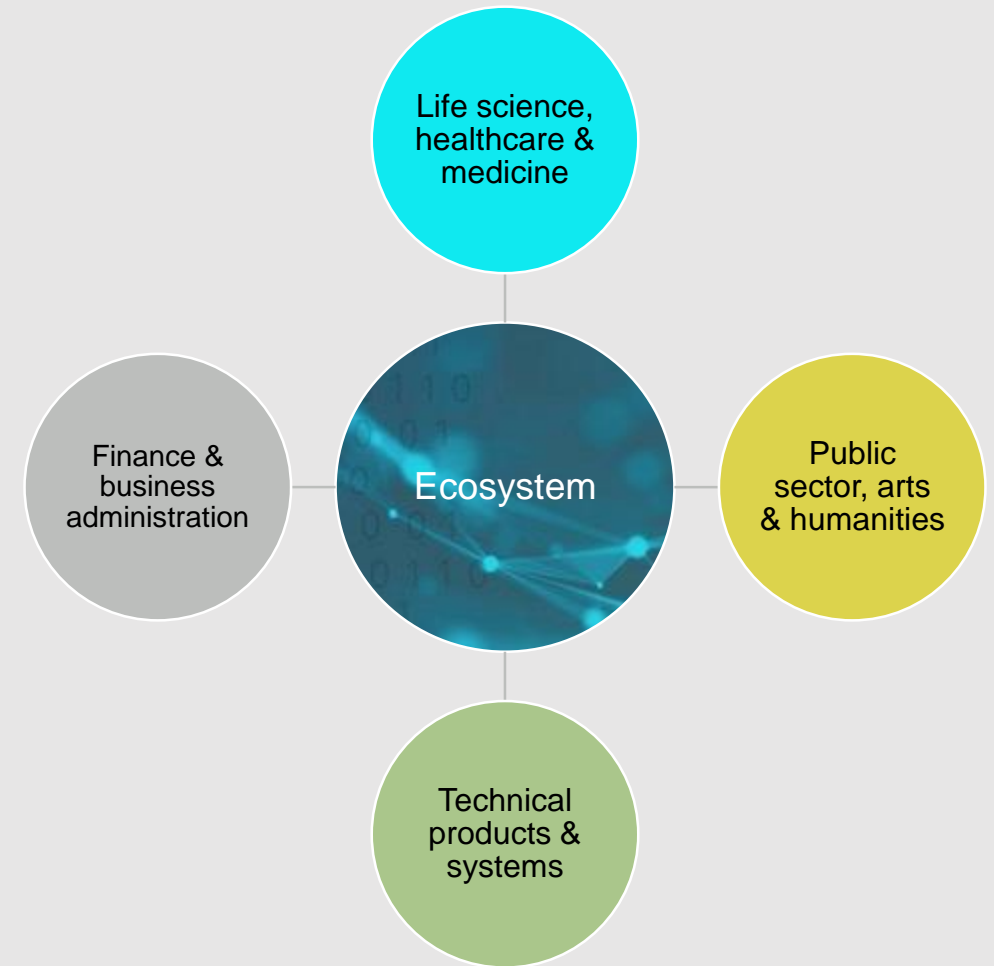 Life science,
healthcare &
medicine
Finance &
business
administration
Ecosystem
Public
sector, arts
& humanities
Technical
products &
systems